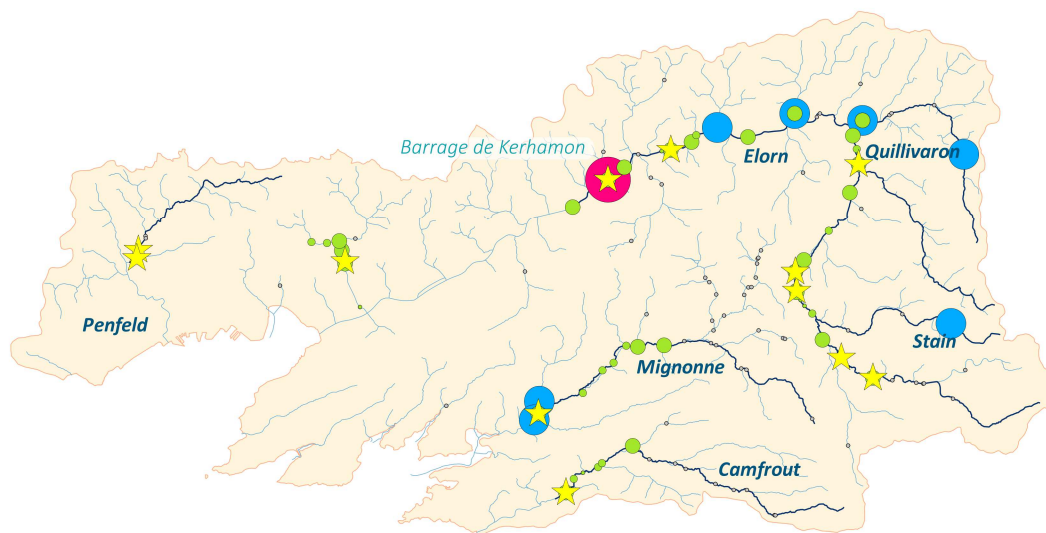 Barrage de Kerhamon
Elorn
Quillivaron
Penfeld
Stain
Mignonne
Camfrout